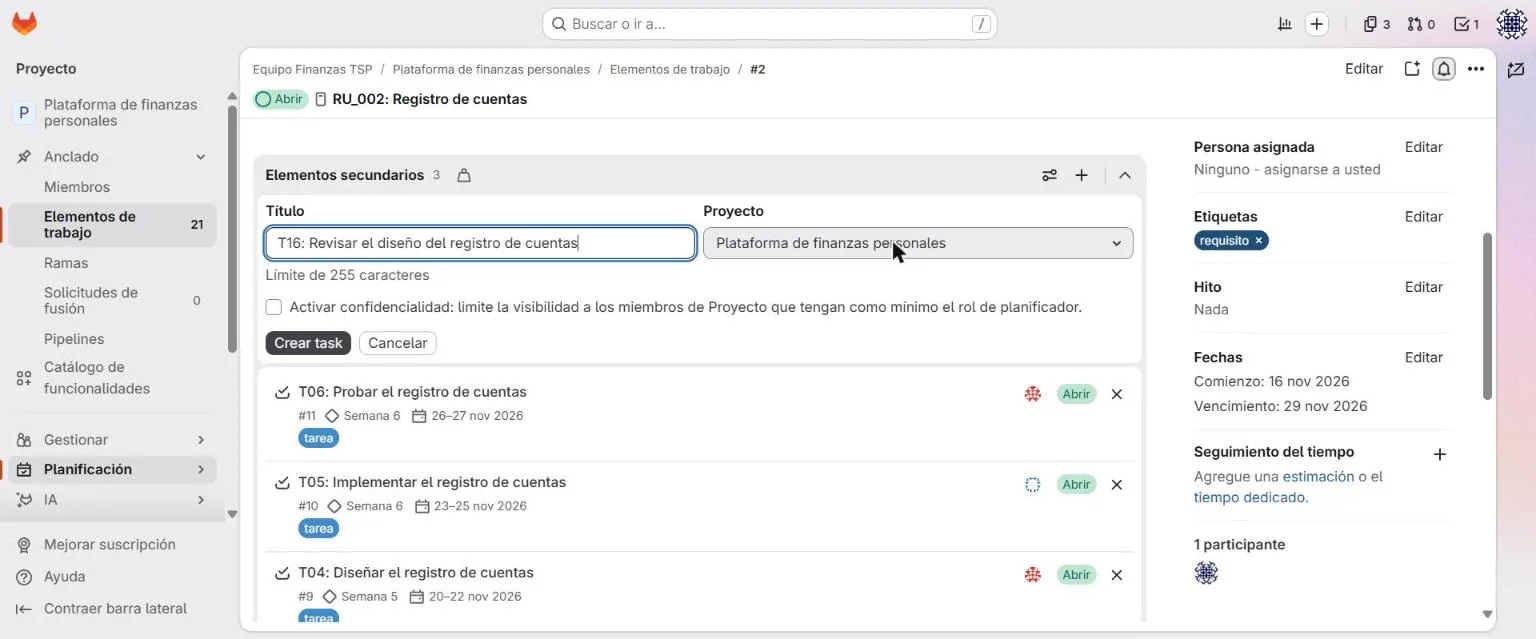 Buscar o ir a...
/
3
0
1
Proyecto
P
Plataforma de finanzas
personales
Anclado
Miembros
Elementos de
trabajo
21
Ramas
Solicitudes de
fusión
0
Pipelines
Catálogo de
funcionalidades
Gestionar
Planificación
IA
Mejorar suscripción
Ayuda
Contraer barra lateral
Equipo Finanzas TSP / Plataforma de finanzas personales / Elementos de trabajo / #2
Editar
Abrir RU_002: Registro de cuentas
Elementos secundarios 3
Título
Proyecto
T16: Revisar el diseño del registro de cuentas
Plataforma de finanzas personales
Límite de 255 caracteres
Activar confidencialidad: limite la visibilidad a los miembros de Proyecto que tengan como mínimo el rol de planificador.
Crear task
Cancelar
T06: Probar el registro de cuentas
Abrir
#11 Semana 6 26–27 nov 2026
tarea
T05: Implementar el registro de cuentas
Abrir
#10 Semana 6 23–25 nov 2026
tarea
T04: Diseñar el registro de cuentas
Abrir
#9 Semana 5 20–22 nov 2026
tarea
Persona asignada
Editar
Ninguno - asignarse a usted
Etiquetas
Editar
requisito ×
Hito
Editar
Nada
Fechas
Editar
Comienzo: 16 nov 2026
Vencimiento: 29 nov 2026
Seguimiento del tiempo
Agregue una estimación o el
tiempo dedicado.
1 participante